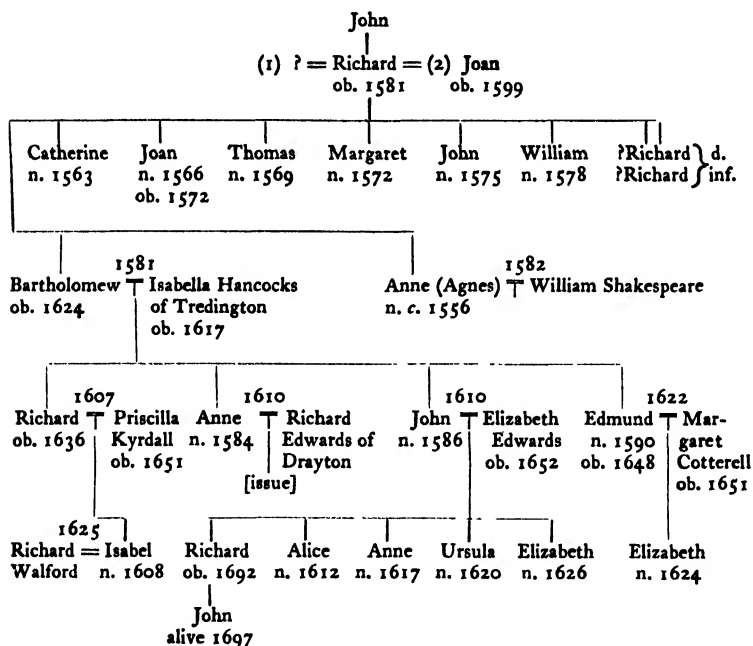 John
(1) ? = Richard = (2) Joan
ob. 1581 ob. 1599
Catherine Joan Thomas Margaret John William ?Richard } d.
n. 1563 n. 1566 n. 1569 n. 1572 n. 1575 n. 1578 ?Richard } inf.
ob. 1572
1581 1582
Bartholomew Isabella Hancocks Anne (Agnes) William Shakespeare
ob. 1624 of Tredington n. c. 1556
ob. 1617
1607 1610 1610 1622
Richard Priscilla Anne Richard John Elizabeth Edmund Mar-
ob. 1636 Kyrdall n. 1584 Edwards of n. 1586 Edwards n. 1590 garet
ob. 1651 Drayton ob. 1652 ob. 1648 Cotterell
[issue] ob. 1651
1625
Richard = Isabel Richard Alice Anne Ursula Elizabeth Elizabeth
Walford n. 1608 ob. 1692 n. 1612 n. 1617 n. 1620 n. 1626 n. 1624
John
alive 1697